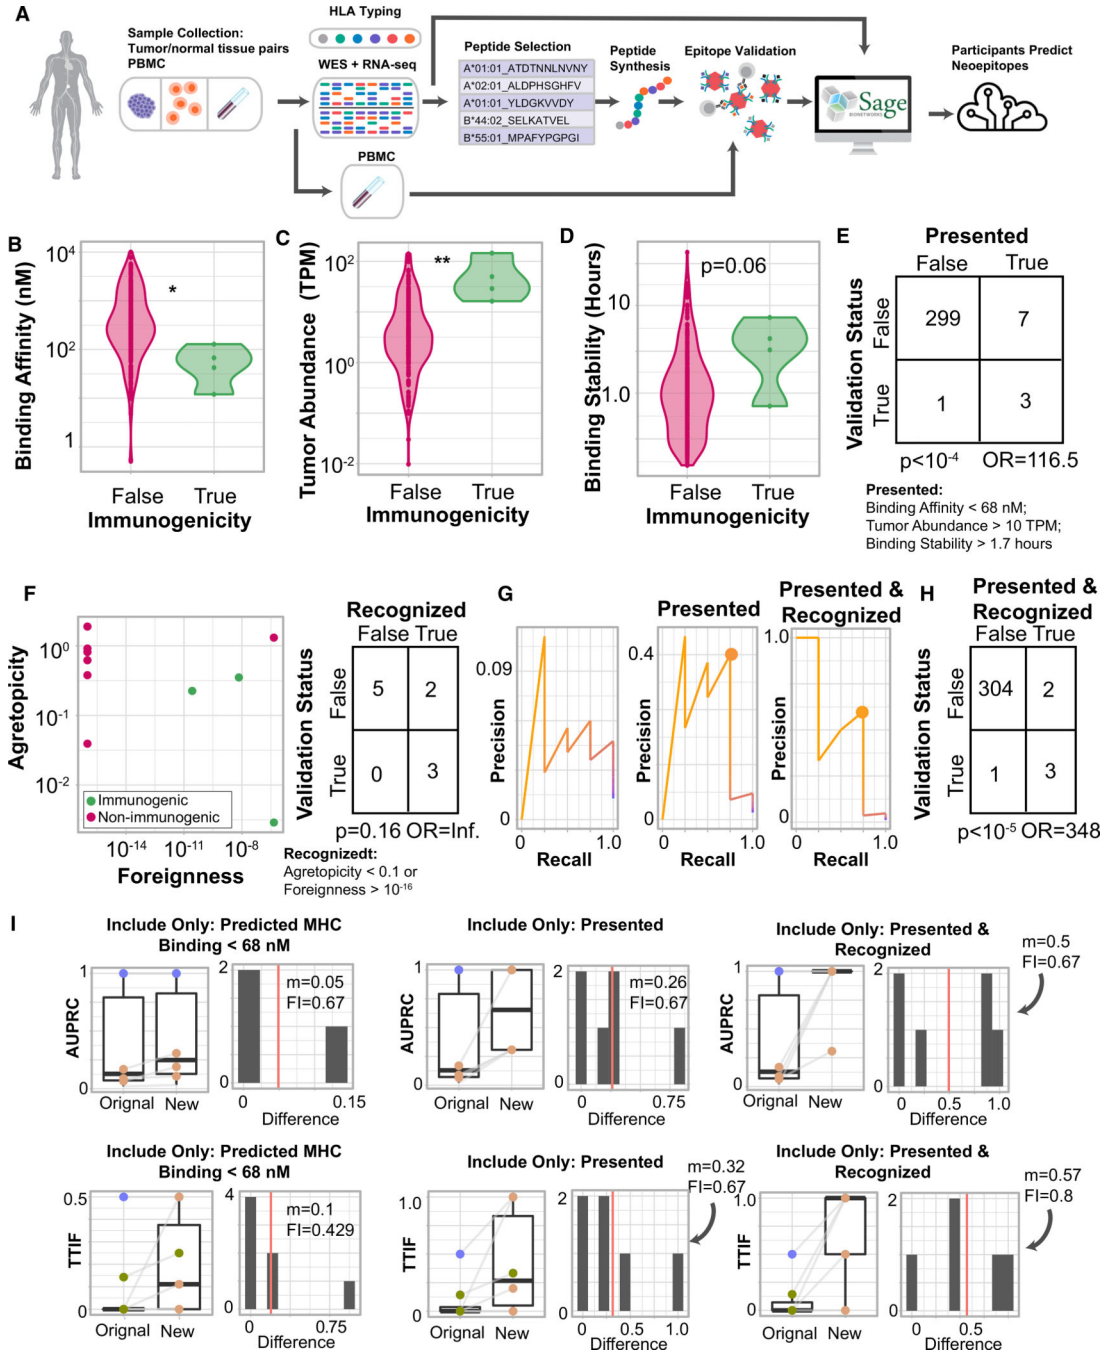 A
Sample Collection:
Tumor/normal tissue pairs
PBMC
HLA Typing
WES + RNA-seq
PBMC
Peptide Selection
A*01:01_ATDTNNLNVNY
A*02:01_ALDPHSGHFV
A*01:01_YLDGKVVDY
B*44:02_SELKATVEL
B*55:01_MPAFYPGPGI
Peptide
Synthesis
Epitope Validation
Sage
BIONETWORKS
Participants Predict
Neoepitopes
B
Binding Affinity (nM)
10⁴
10²
1
False True
Immunogenicity
*
C
Tumor Abundance (TPM)
10²
10⁰
10⁻²
False True
Immunogenicity
**
D
Binding Stability (Hours)
10
1.0
False True
Immunogenicity
p=0.06
E
Presented
False True
Validation Status
False
True
299 7
1 3
p<10⁻⁴ OR=116.5
Presented:
Binding Affinity < 68 nM;
Tumor Abundance > 10 TPM;
Binding Stability > 1.7 hours
F
Agretopicity
10⁰
10⁻¹
10⁻²
Immunogenic
Non-immunogenic
10⁻¹⁴ 10⁻¹¹ 10⁻⁸
Foreignness
Recognized
False True
Validation Status
False
True
5 2
0 3
p=0.16 OR=Inf.
Recognizedt:
Agretopicity < 0.1 or
Foreignness > 10⁻¹⁶
G
Precision
0.09
0
0 1.0
Recall
Presented
Precision
0.4
0
0 1.0
Recall
Presented &
Recognized
Precision
1.0
0
0 1.0
Recall
H
Presented &
Recognized
False True
Validation Status
False
True
304 2
1 3
p<10⁻⁵ OR=348
I
Include Only: Predicted MHC
Binding < 68 nM
AUPRC
1
0
Orignal New
2
1
0
m=0.05
FI=0.67
0 0.15
Difference
Include Only: Presented
AUPRC
1
0
Orignal New
2
1
0
m=0.26
FI=0.67
0 0.75
Difference
Include Only: Presented &
Recognized
AUPRC
1
0
Orignal New
2
1
0
m=0.5
FI=0.67
0 0.5 1.0
Difference
Include Only: Predicted MHC
Binding < 68 nM
TTIF
0.5
0
Orignal New
4
2
0
m=0.1
FI=0.429
0 0.75
Difference
Include Only: Presented
TTIF
1.0
0
Orignal New
2
1
0
m=0.32
FI=0.67
0 0.5 1.0
Difference
Include Only: Presented &
Recognized
TTIF
1.0
0
Orignal New
2
1
0
m=0.57
FI=0.8
0 0.5
Difference